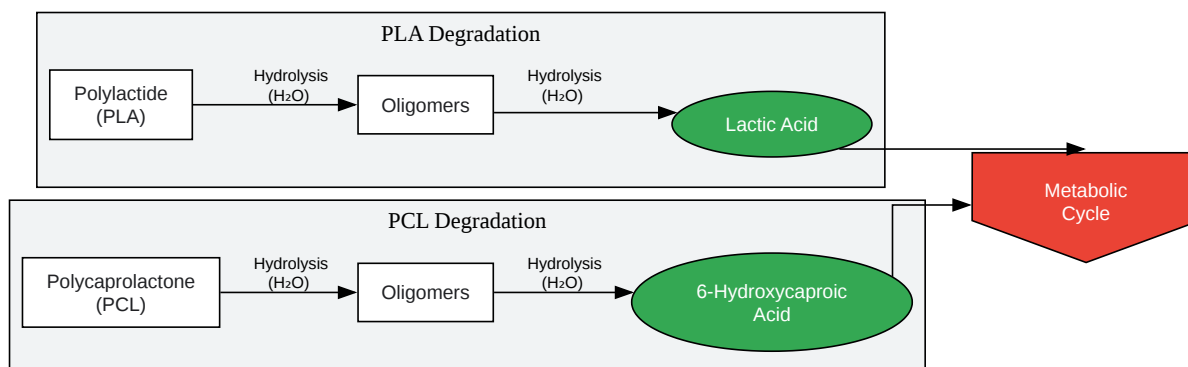 PLA Degradation
Polylactide
(PLA)
Hydrolysis
(H₂O)
Oligomers
Hydrolysis
(H₂O)
Lactic Acid
Metabolic
Cycle
PCL Degradation
Polycaprolactone
(PCL)
Hydrolysis
(H₂O)
Oligomers
Hydrolysis
(H₂O)
6-Hydroxycaproic
Acid